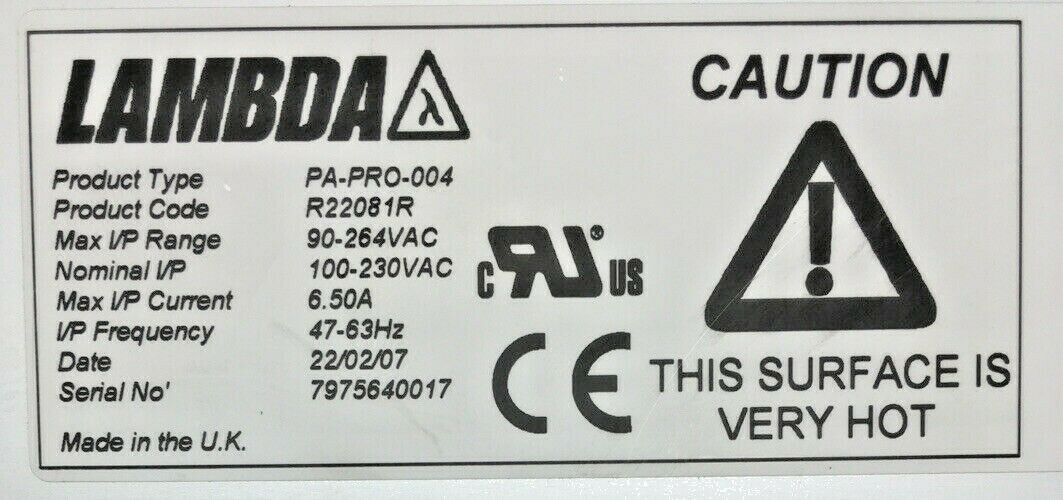 LAMBDA λ
Product Type PA-PRO-004
Product Code R22081R
Max I/P Range 90-264VAC
Nominal I/P 100-230VAC
Max I/P Current 6.50A
I/P Frequency 47-63Hz
Date 22/02/07
Serial No' 7975640017
Made in the U.K.
c RU® US
CE
CAUTION
!
THIS SURFACE IS
VERY HOT